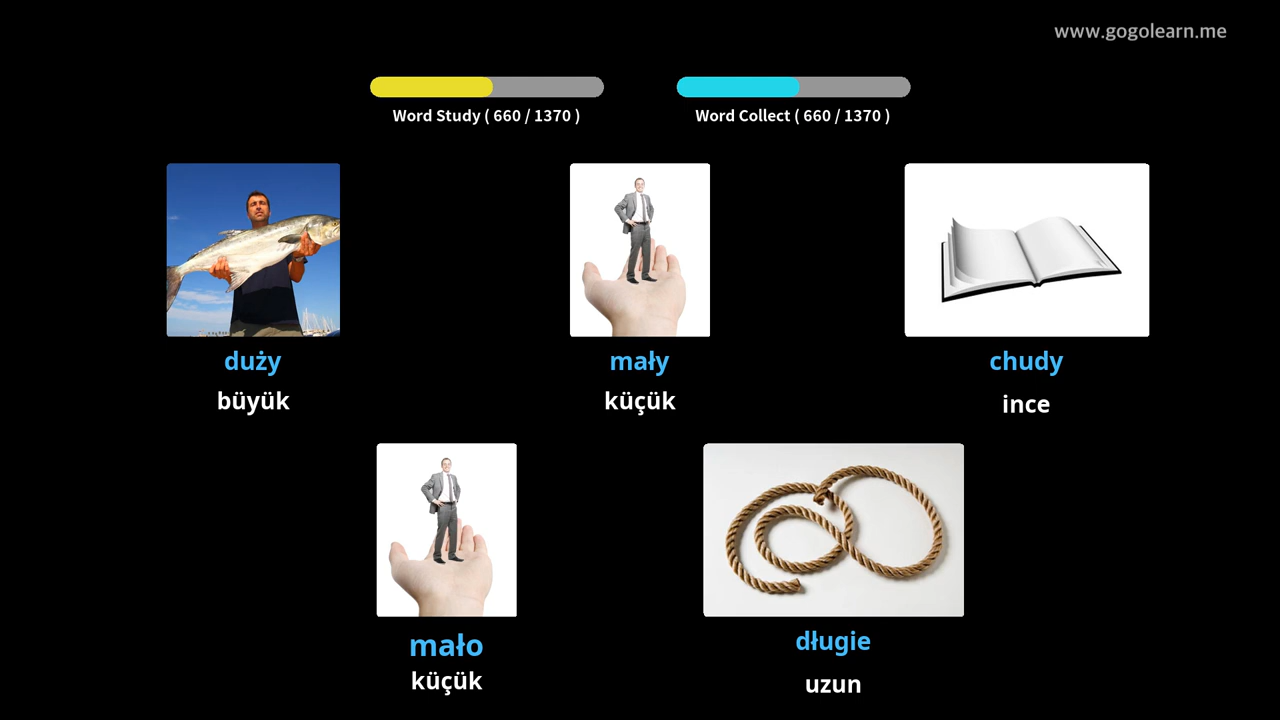 www.gogolearn.me
Word Study ( 660 / 1370 )
Word Collect ( 660 / 1370 )
duży
mały
chudy
büyük
küçük
ince
mało
długie
küçük
uzun